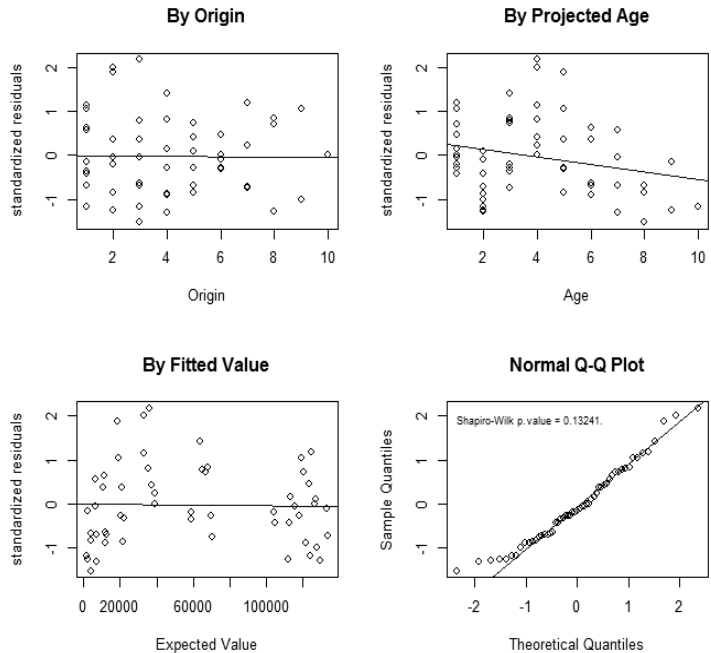 By Origin
standardized residuals
2
1
0
-1
2 4 6 8 10
Origin
By Projected Age
standardized residuals
2
1
0
-1
2 4 6 8 10
Age
By Fitted Value
standardized residuals
2
1
0
-1
0 20000 60000 100000
Expected Value
Normal Q-Q Plot
Shapiro-Wilk p.value = 0.13241.
Sample Quantiles
2
1
0
-1
-2 -1 0 1 2
Theoretical Quantiles